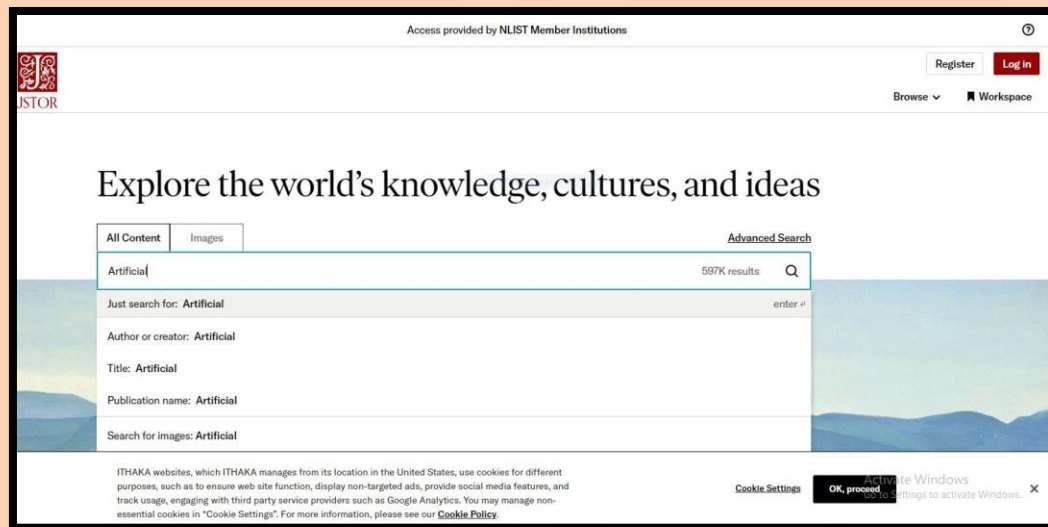 Access provided by NLIST Member Institutions
JSTOR
Register Log in
Browse Workspace
Explore the world's knowledge, cultures, and ideas
All Content Images Advanced Search
Artificial 597K results
Just search for: Artificial enter
Author or creator: Artificial
Title: Artificial
Publication name: Artificial
Search for images: Artificial
ITHAKA websites, which ITHAKA manages from its location in the United States, use cookies for different
purposes, such as to ensure web site function, display non-targeted ads, provide social media features, and
track usage, engaging with third party service providers such as Google Analytics. You may manage non-
essential cookies in "Cookie Settings". For more information, please see our Cookie Policy.
Cookie Settings OK, proceed
Activate Windows
Go to Settings to activate Windows.